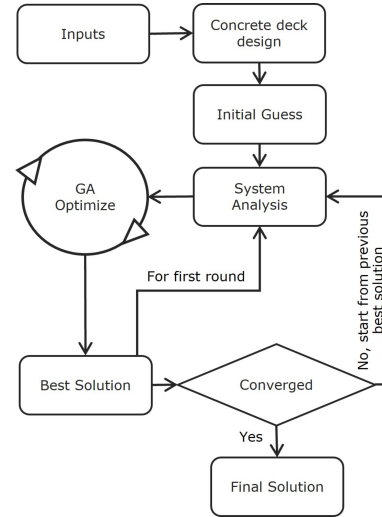 Inputs
Concrete deck
design
Initial Guess
GA
Optimize
System
Analysis
For first round
No, start from previous
best solution
Best Solution
Converged
Yes
Final Solution